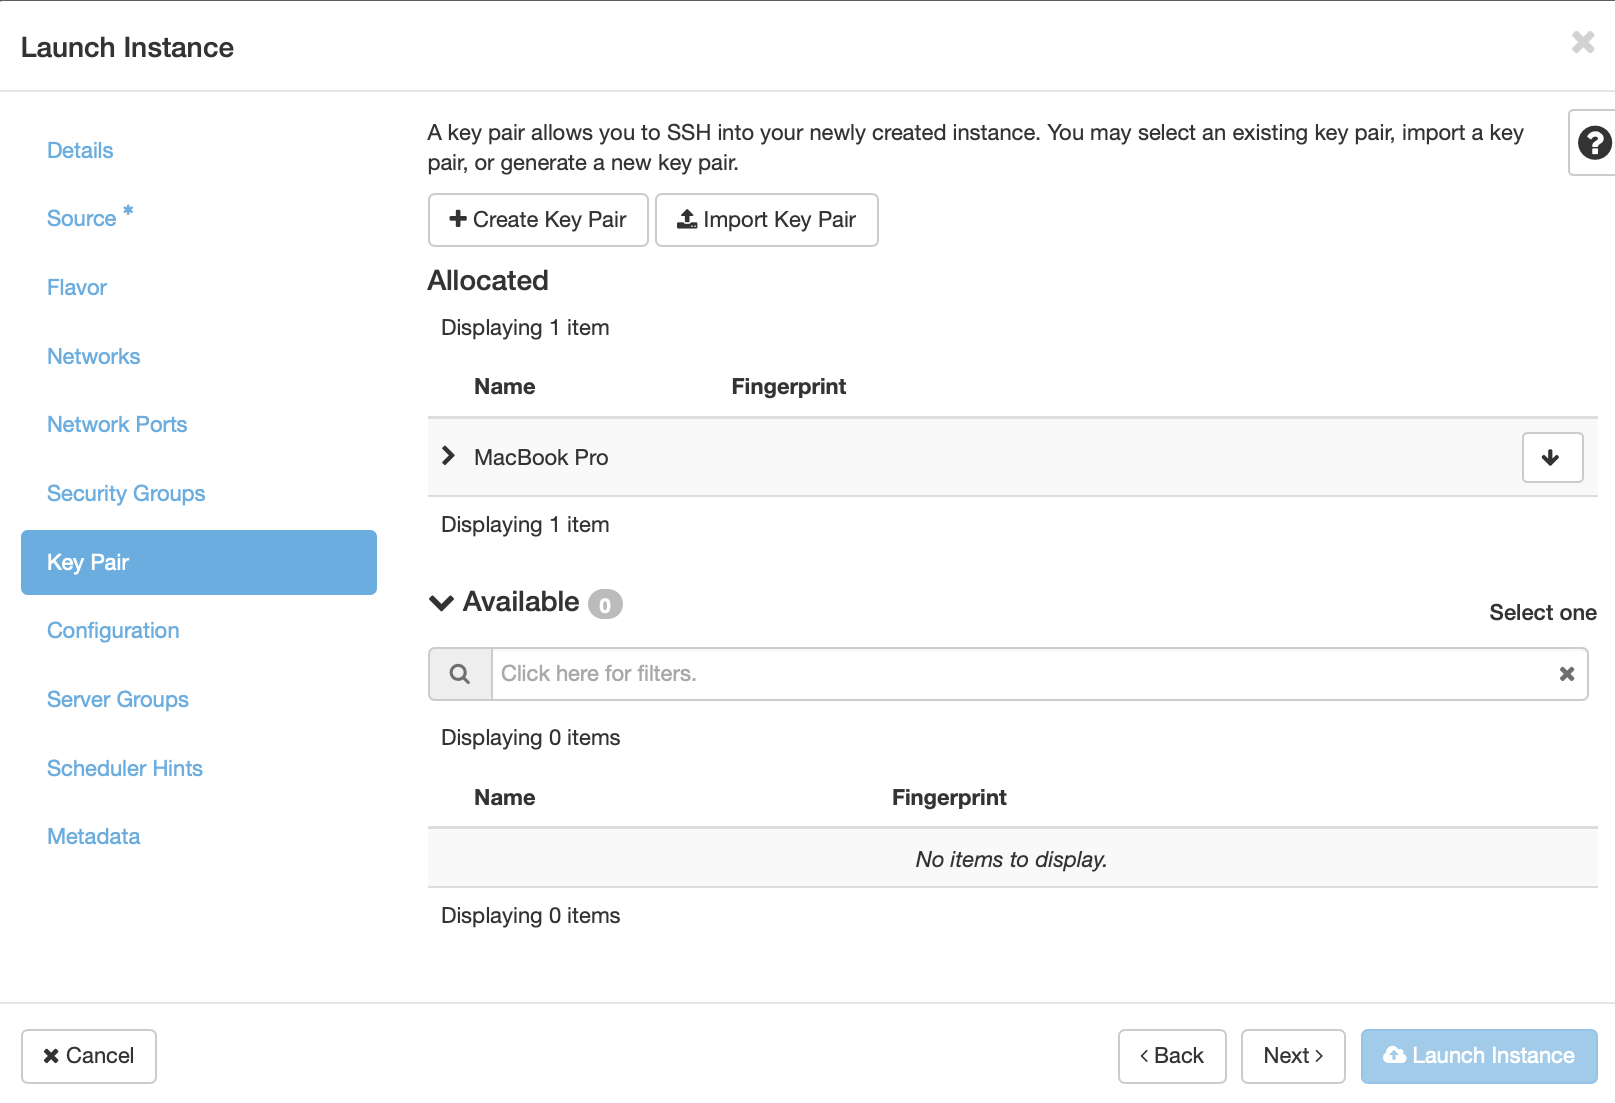 Launch Instance
Details
Source *
Flavor
Networks
Network Ports
Security Groups
Key Pair
Configuration
Server Groups
Scheduler Hints
Metadata
A key pair allows you to SSH into your newly created instance. You may select an existing key pair, import a key
pair, or generate a new key pair.
Create Key Pair
Import Key Pair
Allocated
Displaying 1 item
Name Fingerprint
MacBook Pro
Displaying 1 item
Available 0
Select one
Click here for filters.
Displaying 0 items
Name Fingerprint
No items to display.
Displaying 0 items
Cancel
‹ Back
Next ›
Launch Instance